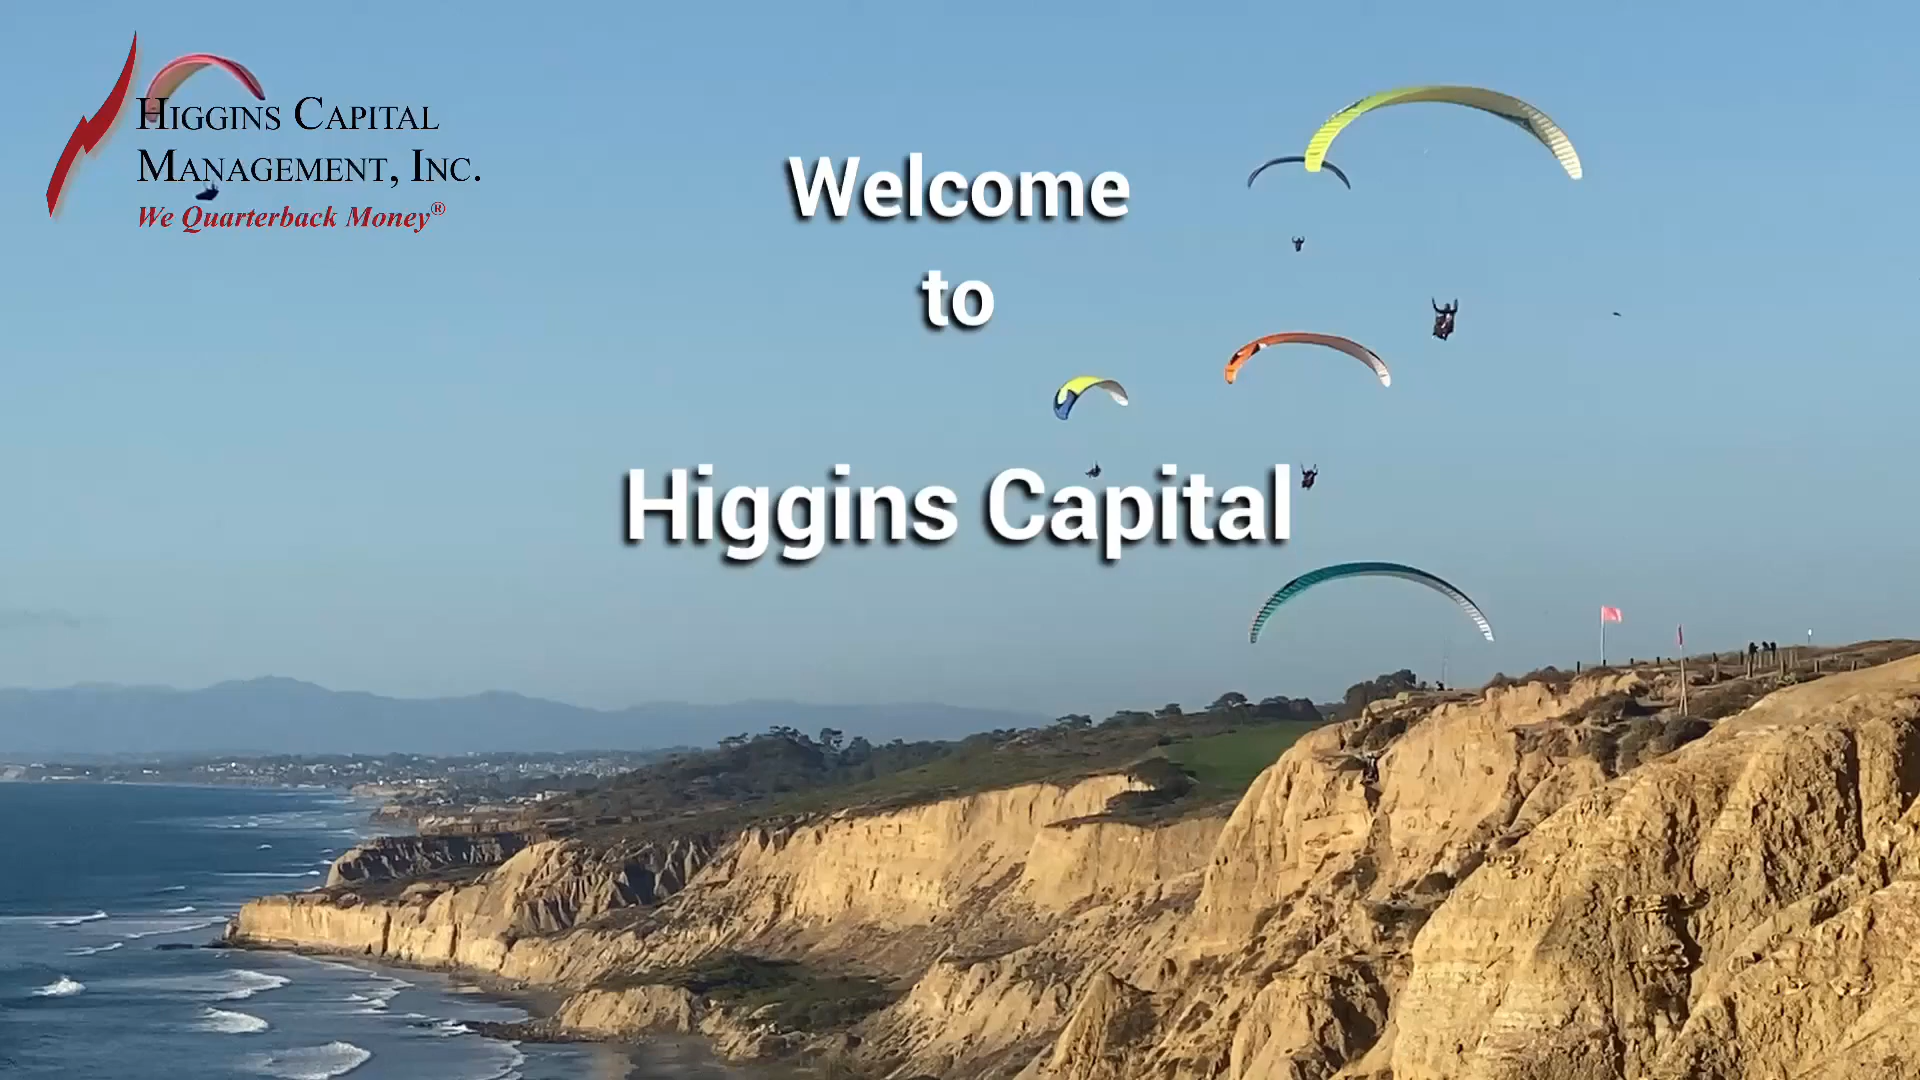 Higgins Capital
Management, Inc.
We Quarterback Money®
Welcome
to
Higgins Capital